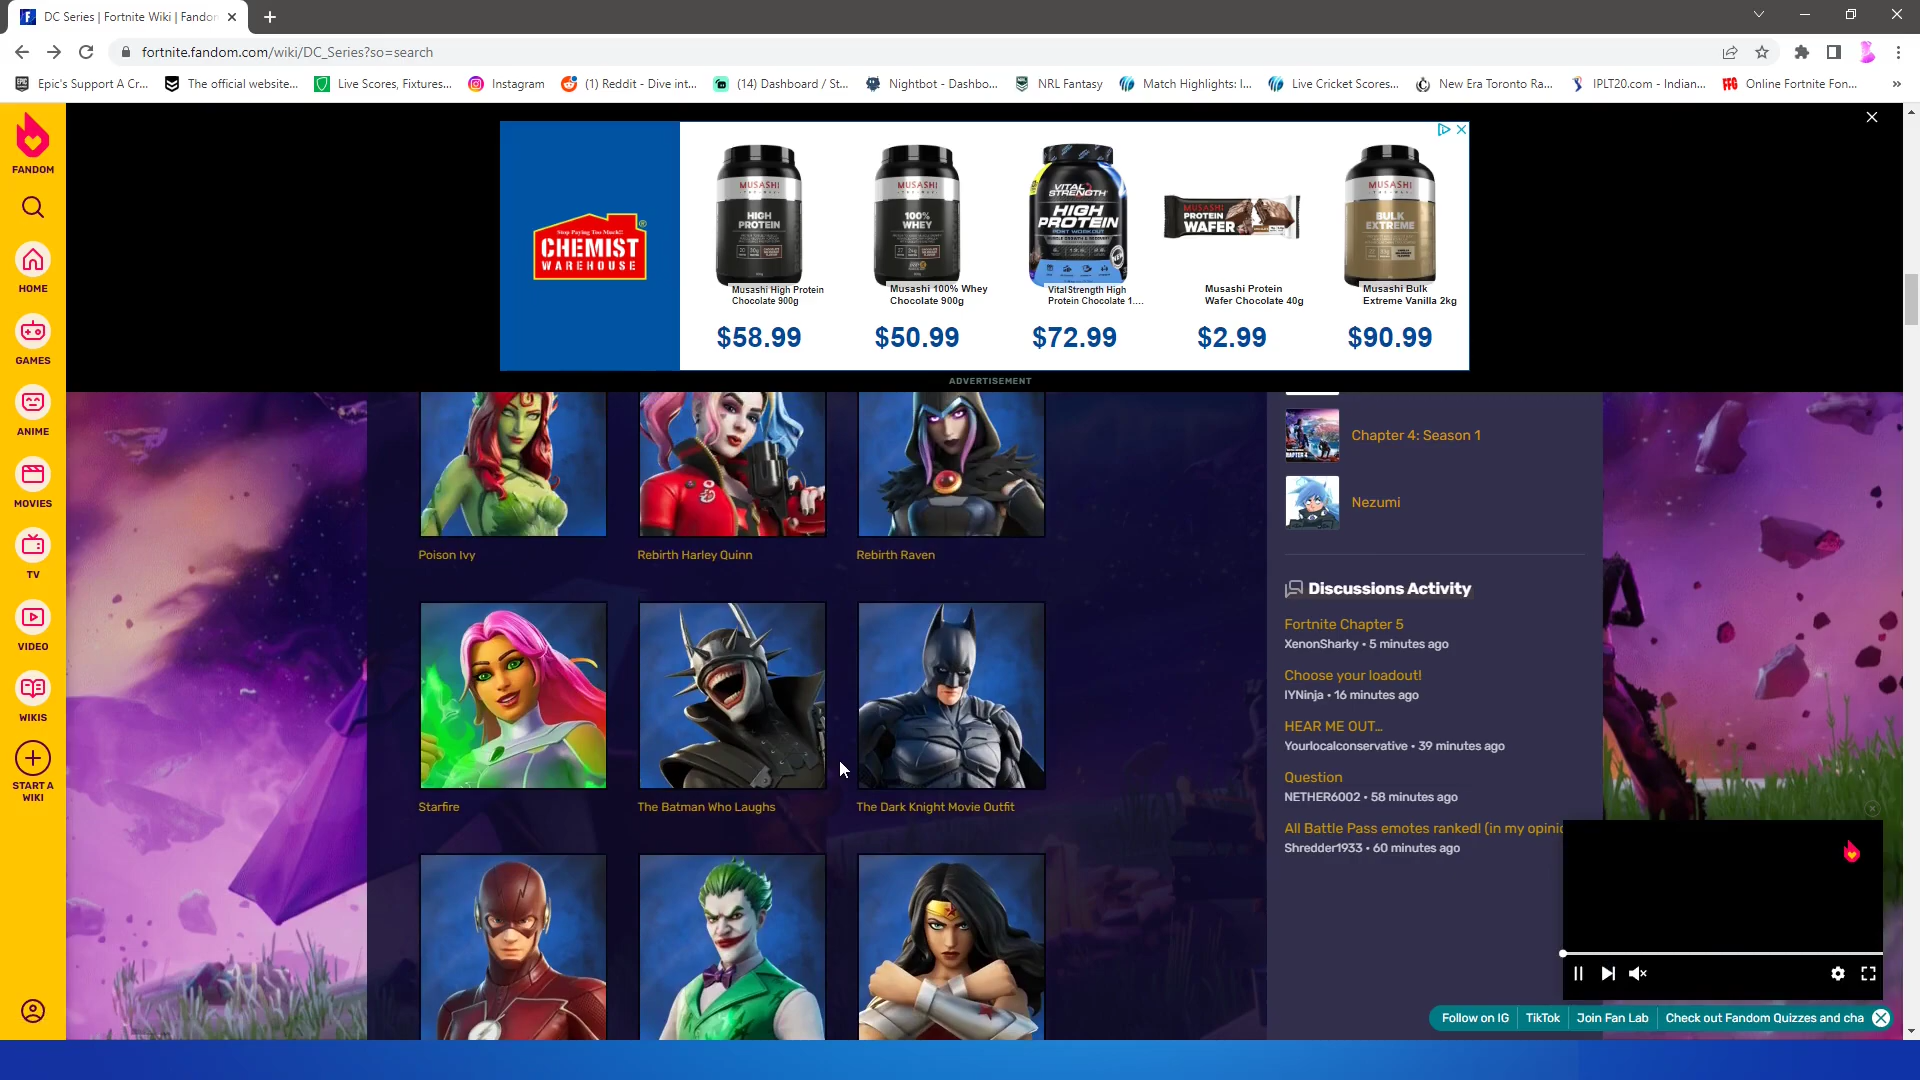 DC Series | Fortnite Wiki | Fandor
fortnite.fandom.com/wiki/DC_Series?so=search
Epic's Support A Cr...
The official website...
Live Scores, Fixtures...
Instagram
(1) Reddit - Dive int...
(14) Dashboard / St...
Nightbot - Dashbo...
NRL Fantasy
Match Highlights: I...
Live Cricket Scores...
New Era Toronto Ra...
IPLT20.com - Indian...
Online Fortnite Fon...
FANDOM
HOME
GAMES
ANIME
MOVIES
TV
VIDEO
WIKIS
START A
WIKI
Stop Paying Too Much!!
CHEMIST
WAREHOUSE
MUSASHI
HIGH
PROTEIN
Musashi High Protein
Chocolate 900g
$58.99
MUSASHI
100%
WHEY
Musashi 100% Whey
Chocolate 900g
$50.99
VITAL
STRENGTH
HIGH
PROTEIN
POST WORKOUT
NEW
VitalStrength High
Protein Chocolate 1....
$72.99
MUSASHI
PROTEIN
WAFER
Musashi Protein
Wafer Chocolate 40g
$2.99
MUSASHI
BULK
EXTREME
Musashi Bulk
Extreme Vanilla 2kg
$90.99
ADVERTISEMENT
Poison Ivy
Rebirth Harley Quinn
Rebirth Raven
Starfire
The Batman Who Laughs
The Dark Knight Movie Outfit
Chapter 4: Season 1
Nezumi
Discussions Activity
Fortnite Chapter 5
XenonSharky • 5 minutes ago
Choose your loadout!
IYNinja • 16 minutes ago
HEAR ME OUT...
Yourlocalconservative • 39 minutes ago
Question
NETHER6002 • 58 minutes ago
All Battle Pass emotes ranked! (in my opinic
Shredder1933 • 60 minutes ago
Follow on IG
TikTok
Join Fan Lab
Check out Fandom Quizzes and cha